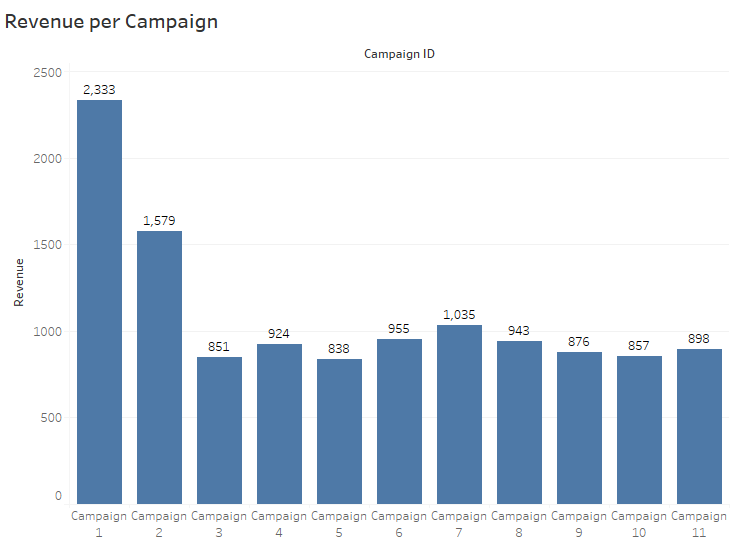 Revenue per Campaign
Campaign ID
Revenue
2500
2000
1500
1000
500
0
2,333
1,579
851
924
838
955
1,035
943
876
857
898
Campaign 1
Campaign 2
Campaign 3
Campaign 4
Campaign 5
Campaign 6
Campaign 7
Campaign 8
Campaign 9
Campaign 10
Campaign 11